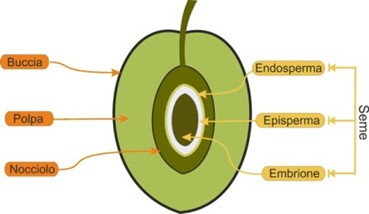 Buccia
Polpa
Nocciolo
Endosperma
Episperma
Embrione
Seme